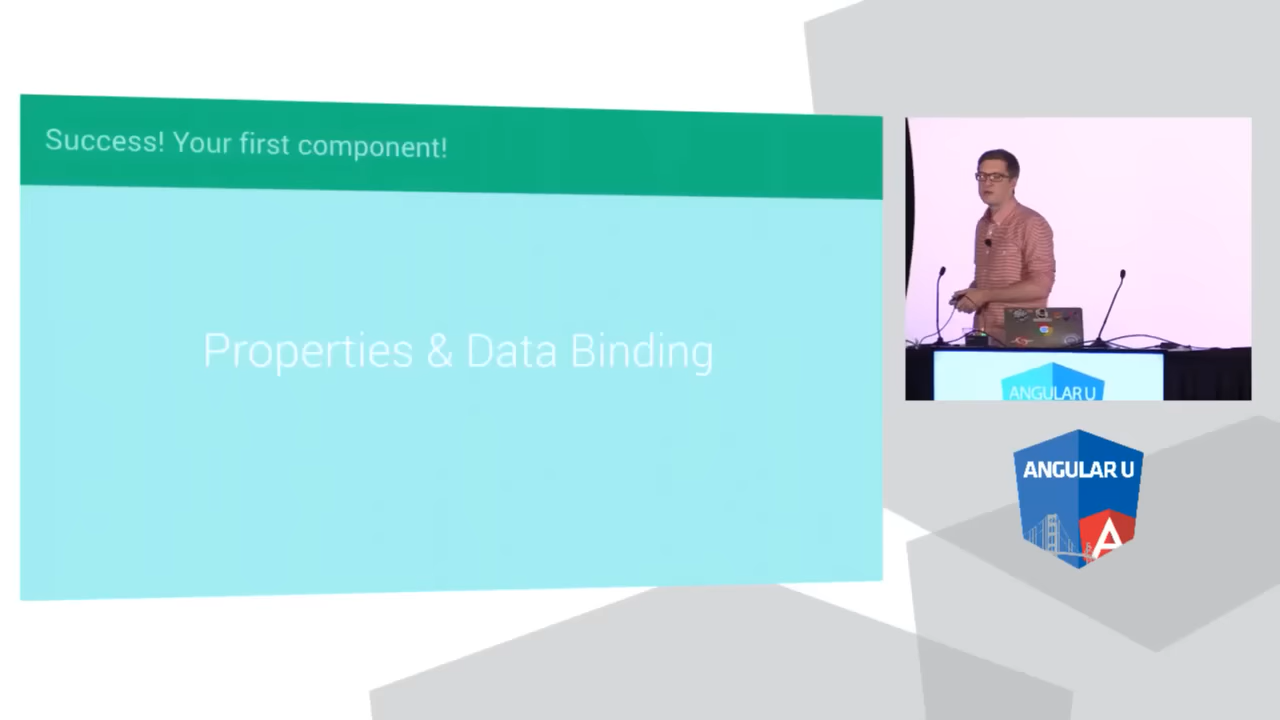 Success! Your first component!
Properties & Data Binding
ANGULAR U
ANGULAR U
A